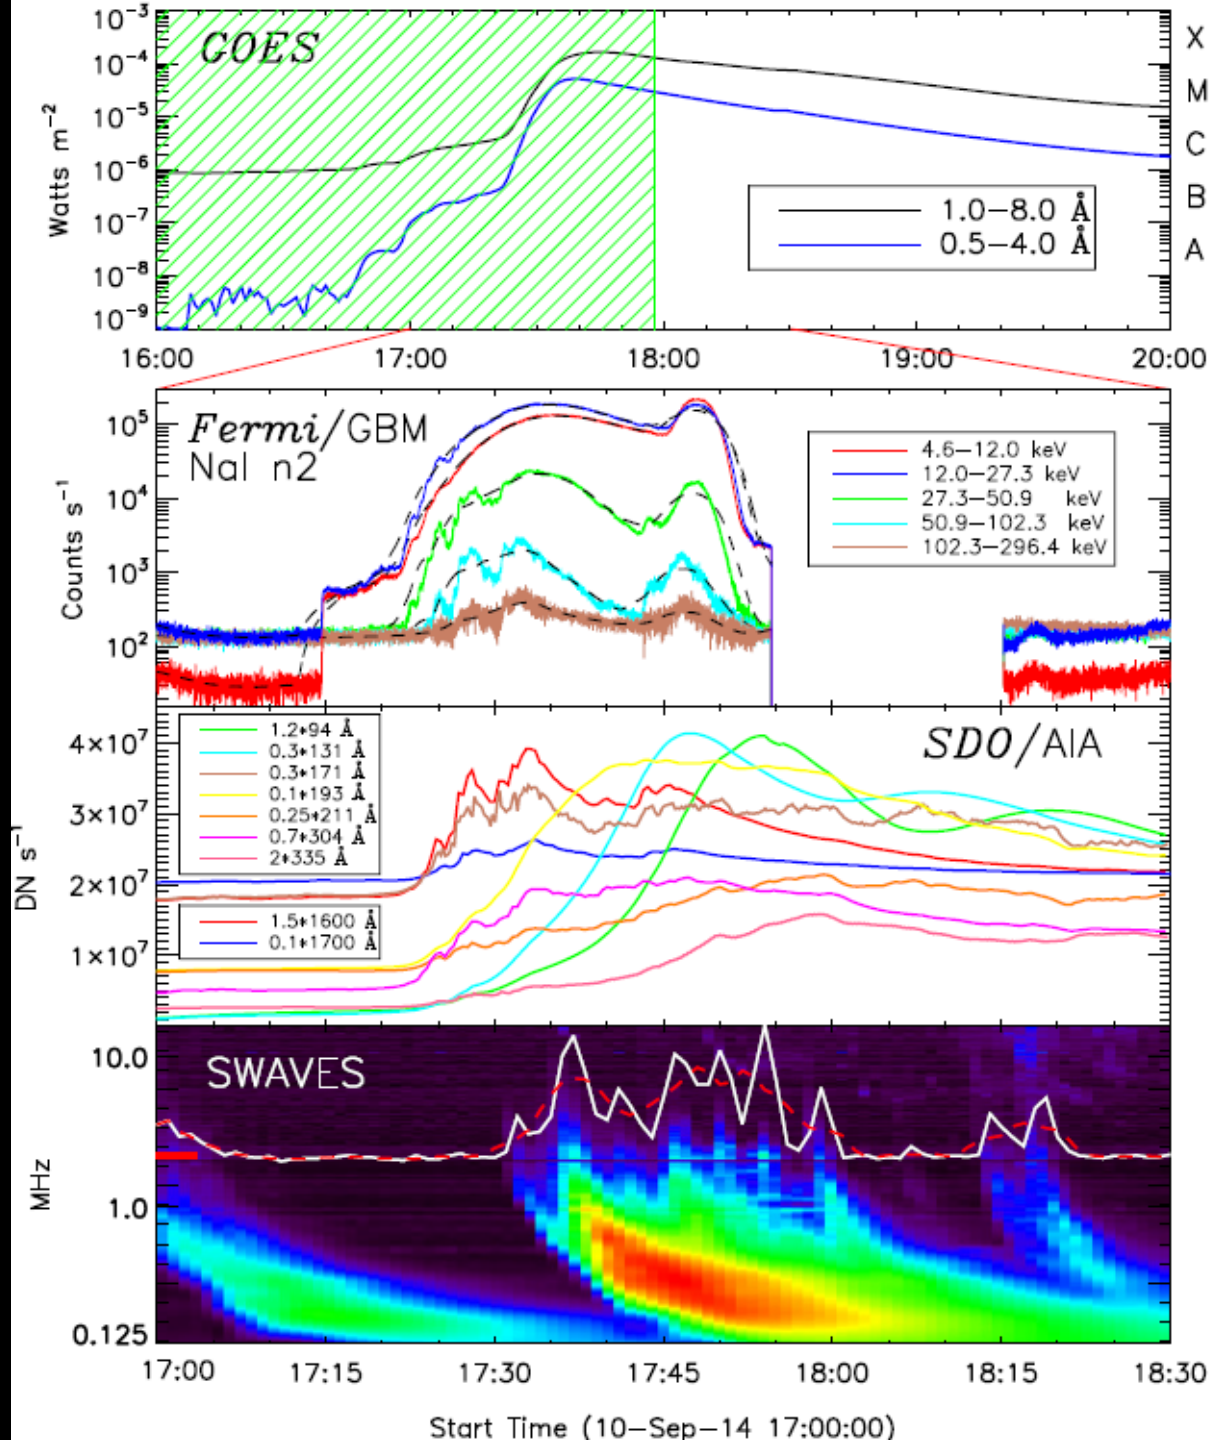 10⁻³
GOES
X
10⁻⁴
M
10⁻⁵
C
10⁻⁶
B
10⁻⁷
A
10⁻⁸
10⁻⁹
Watts m⁻²
1.0−8.0 Å
0.5−4.0 Å
16:00 17:00 18:00 19:00 20:00
Fermi/GBM
NaI n2
10⁵
10⁴
10³
10²
Counts s⁻¹
4.6−12.0 keV
12.0−27.3 keV
27.3−50.9 keV
50.9−102.3 keV
102.3−296.4 keV
SDO/AIA
4×10⁷
3×10⁷
2×10⁷
1×10⁷
DN s⁻¹
1.2*94 Å
0.3*131 Å
0.3*171 Å
0.1*193 Å
0.25*211 Å
0.7*304 Å
2*335 Å
1.5*1600 Å
0.1*1700 Å
SWAVES
10.0
1.0
0.125
MHz
17:00 17:15 17:30 17:45 18:00 18:15 18:30
Start Time (10−Sep−14 17:00:00)